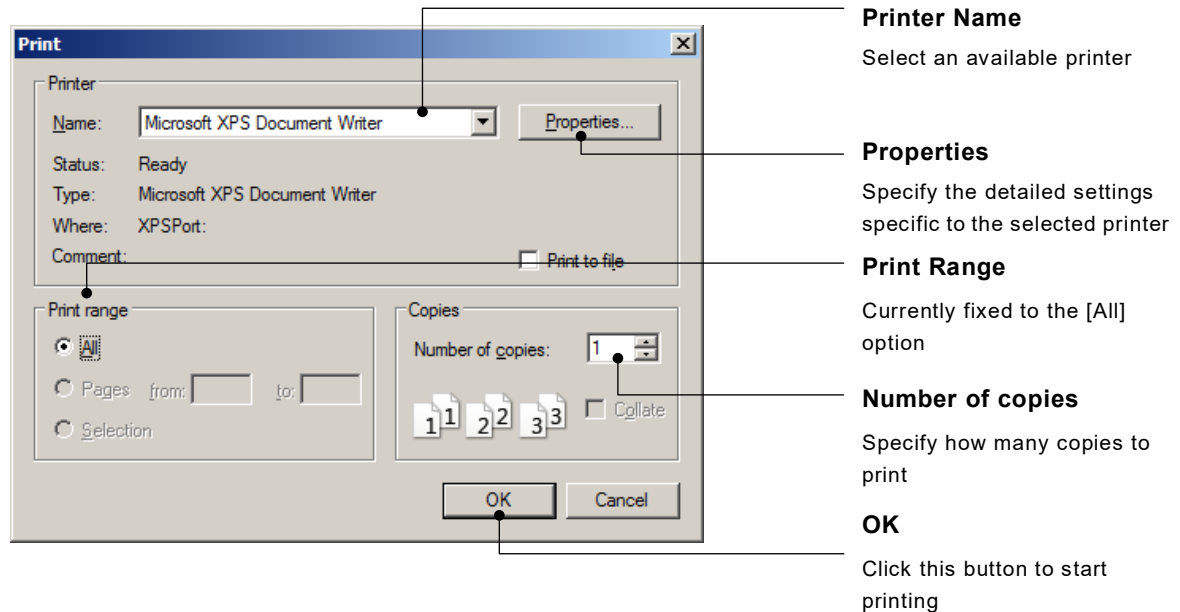 Print
Printer
Name:
Microsoft XPS Document Writer
Properties...
Status:
Ready
Type:
Microsoft XPS Document Writer
Where:
XPSPort:
Comment:
Print to file
Print range
All
Pages
from:
to:
Selection
Copies
Number of copies:
1
1 1 2 2 3 3
Collate
OK
Cancel
Printer Name
Select an available printer
Properties
Specify the detailed settings
specific to the selected printer
Print Range
Currently fixed to the [All]
option
Number of copies
Specify how many copies to
print
OK
Click this button to start
printing